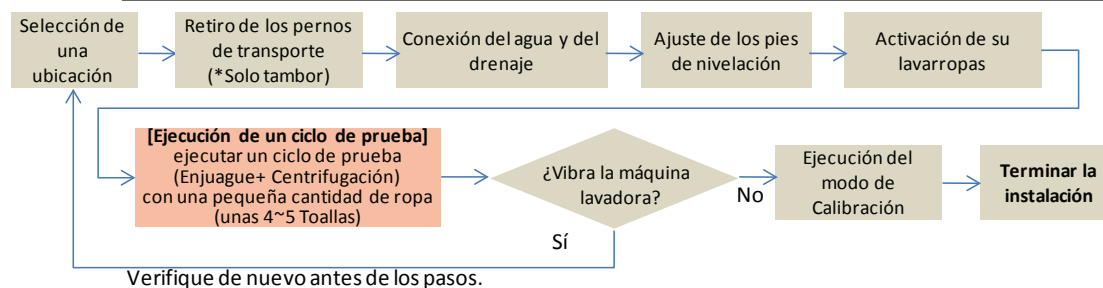 Selección de
una
ubicación
Retiro de los pernos
de transporte
(*Solo tambor)
Conexión del agua y del
drenaje
Ajuste de los pies
de nivelación
Activación de su
lavarropas
[Ejecución de un ciclo de prueba]
ejecutar un ciclo de prueba
(Enjuague+ Centrifugación)
con una pequeña cantidad de ropa
(unas 4~5 Toallas)
¿Vibra la máquina
lavadora?
No
Ejecución del
modo de
Calibración
Terminar la
instalación
Sí
Verifique de nuevo antes de los pasos.